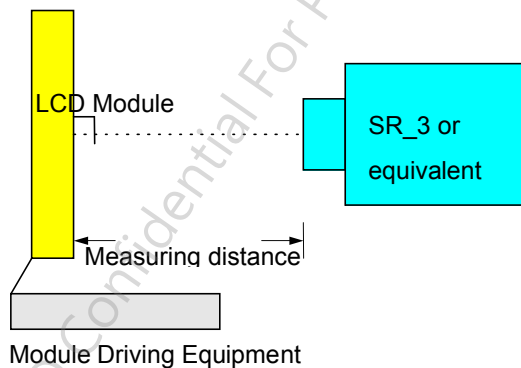 LCD Module
SR_3 or
equivalent
Measuring distance
Module Driving Equipment
Confidential For